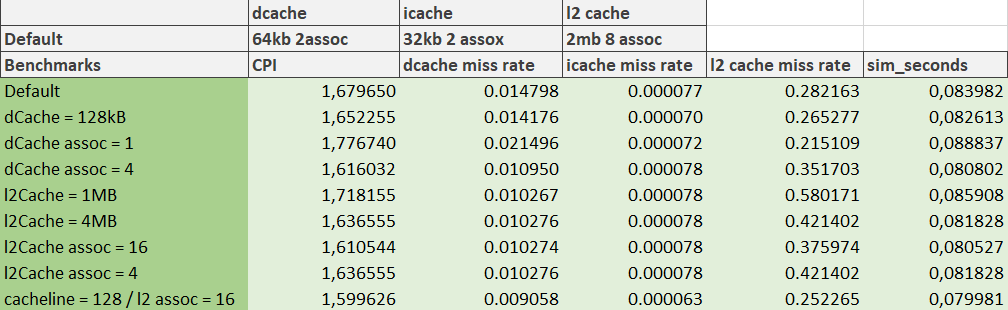 dcache icache l2 cache
Default 64kb 2assoc 32kb 2 assox 2mb 8 assoc
Benchmarks CPI dcache miss rate icache miss rate l2 cache miss rate sim_seconds
Default 1,679650 0.014798 0.000077 0.282163 0,083982
dCache = 128kB 1,652255 0.014176 0.000070 0.265277 0,082613
dCache assoc = 1 1,776740 0.021496 0.000072 0.215109 0,088837
dCache assoc = 4 1,616032 0.010950 0.000078 0.351703 0,080802
l2Cache = 1MB 1,718155 0.010267 0.000078 0.580171 0,085908
l2Cache = 4MB 1,636555 0.010276 0.000078 0.421402 0,081828
l2Cache assoc = 16 1,610544 0.010274 0.000078 0.375974 0,080527
l2Cache assoc = 4 1,636555 0.010276 0.000078 0.421402 0,081828
cacheline = 128 / l2 assoc = 16 1,599626 0.009058 0.000063 0.252265 0,079981